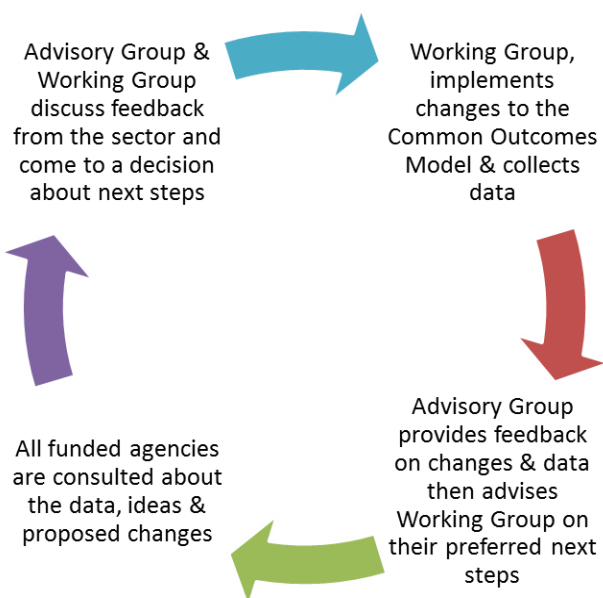 Advisory Group &
Working Group
discuss feedback
from the sector and
come to a decision
about next steps
Working Group,
implements
changes to the
Common Outcomes
Model & collects
data
Advisory Group
provides feedback
on changes & data
then advises
Working Group on
their preferred next
steps
All funded agencies
are consulted about
the data, ideas &
proposed changes